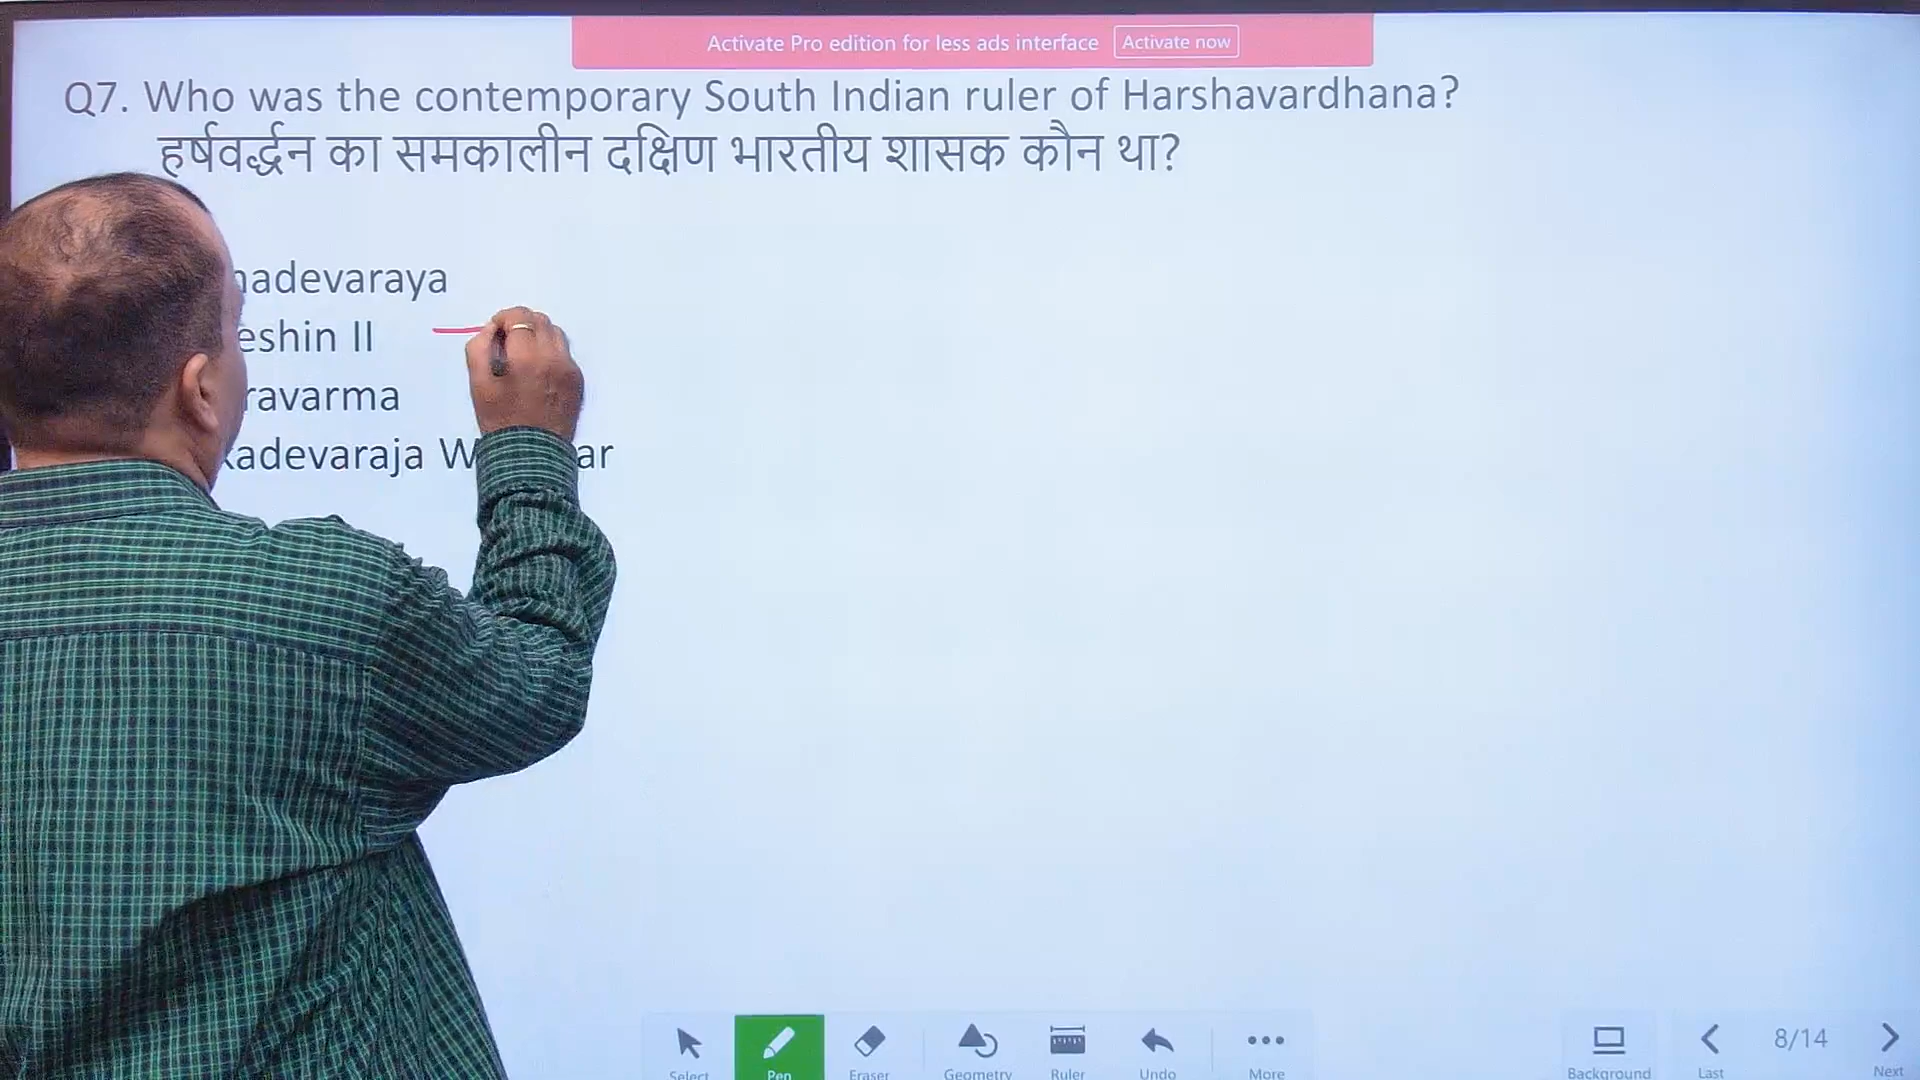 Activate Pro edition for less ads interface Activate now
Q7. Who was the contemporary South Indian ruler of Harshavardhana?
हर्षवर्द्धन का समकालीन दक्षिण भारतीय शासक कौन था?
nadevaraya
eshin II
ravarma
kadevaraja W ar
Select Pen Eraser Geometry Ruler Undo More Background Last 8/14 Next